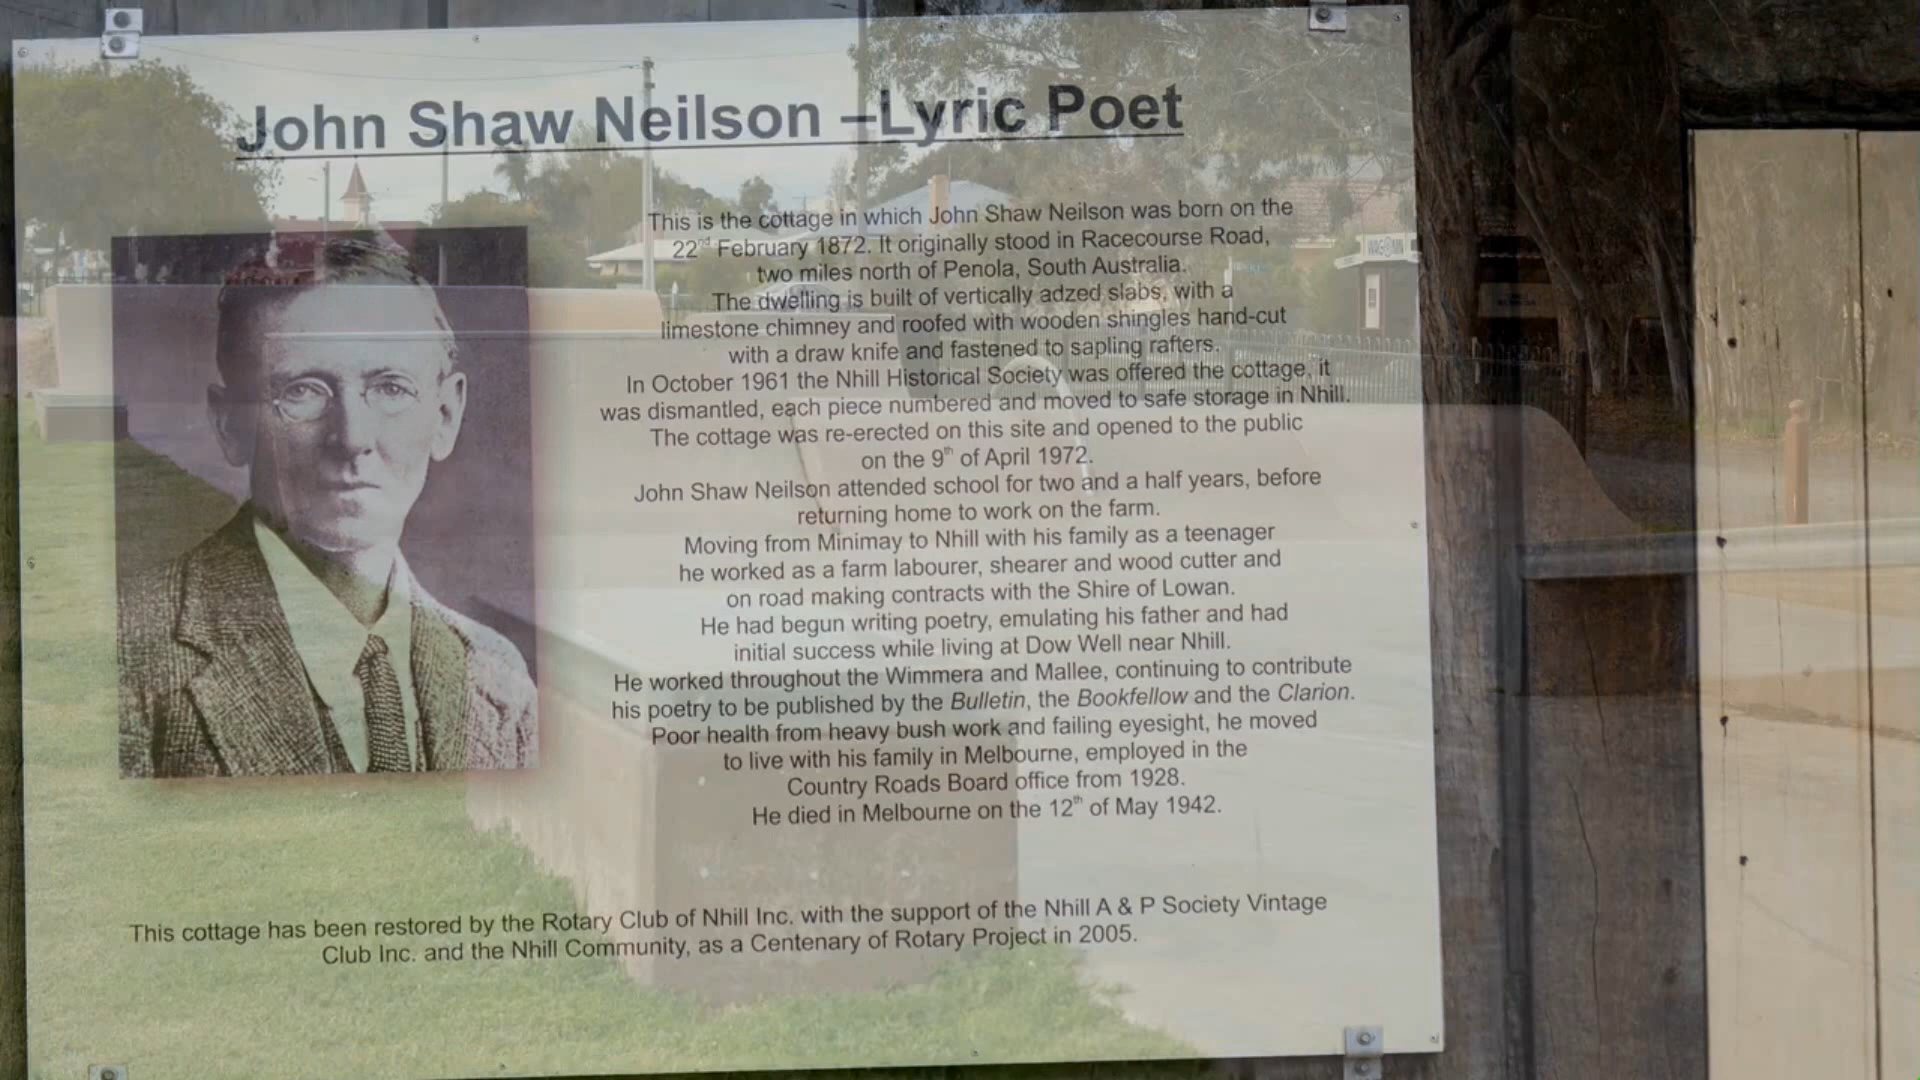 John Shaw Neilson –Lyric Poet
This is the cottage in which John Shaw Neilson was born on the
22nd February 1872. It originally stood in Racecourse Road,
two miles north of Penola, South Australia.
The dwelling is built of vertically adzed slabs, with a
limestone chimney and roofed with wooden shingles hand-cut
with a draw knife and fastened to sapling rafters.
In October 1961 the Nhill Historical Society was offered the cottage, it
was dismantled, each piece numbered and moved to safe storage in Nhill.
The cottage was re-erected on this site and opened to the public
on the 9th of April 1972.
John Shaw Neilson attended school for two and a half years, before
returning home to work on the farm.
Moving from Minimay to Nhill with his family as a teenager
he worked as a farm labourer, shearer and wood cutter and
on road making contracts with the Shire of Lowan.
He had begun writing poetry, emulating his father and had
initial success while living at Dow Well near Nhill.
He worked throughout the Wimmera and Mallee, continuing to contribute
his poetry to be published by the Bulletin, the Bookfellow and the Clarion.
Poor health from heavy bush work and failing eyesight, he moved
to live with his family in Melbourne, employed in the
Country Roads Board office from 1928.
He died in Melbourne on the 12th of May 1942.
This cottage has been restored by the Rotary Club of Nhill Inc. with the support of the Nhill A & P Society Vintage
Club Inc. and the Nhill Community, as a Centenary of Rotary Project in 2005.